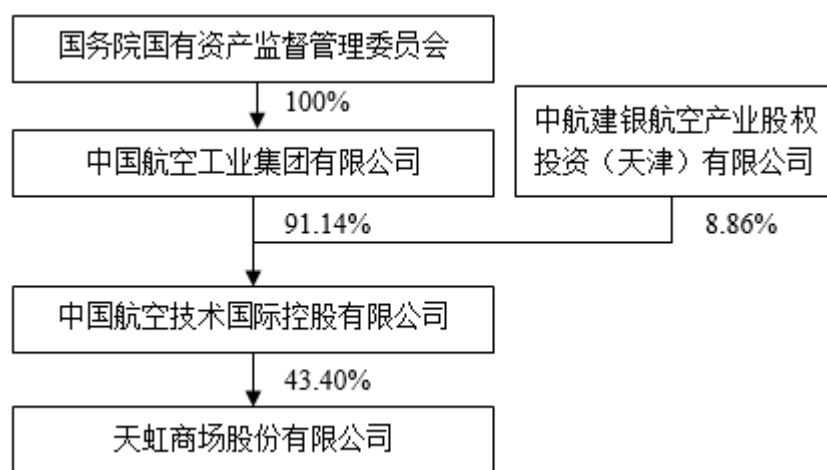 国务院国有资产监督管理委员会
100%
中航建银航空产业股权
投资（天津）有限公司
中国航空工业集团有限公司
91.14%
8.86%
中国航空技术国际控股有限公司
43.40%
天虹商场股份有限公司